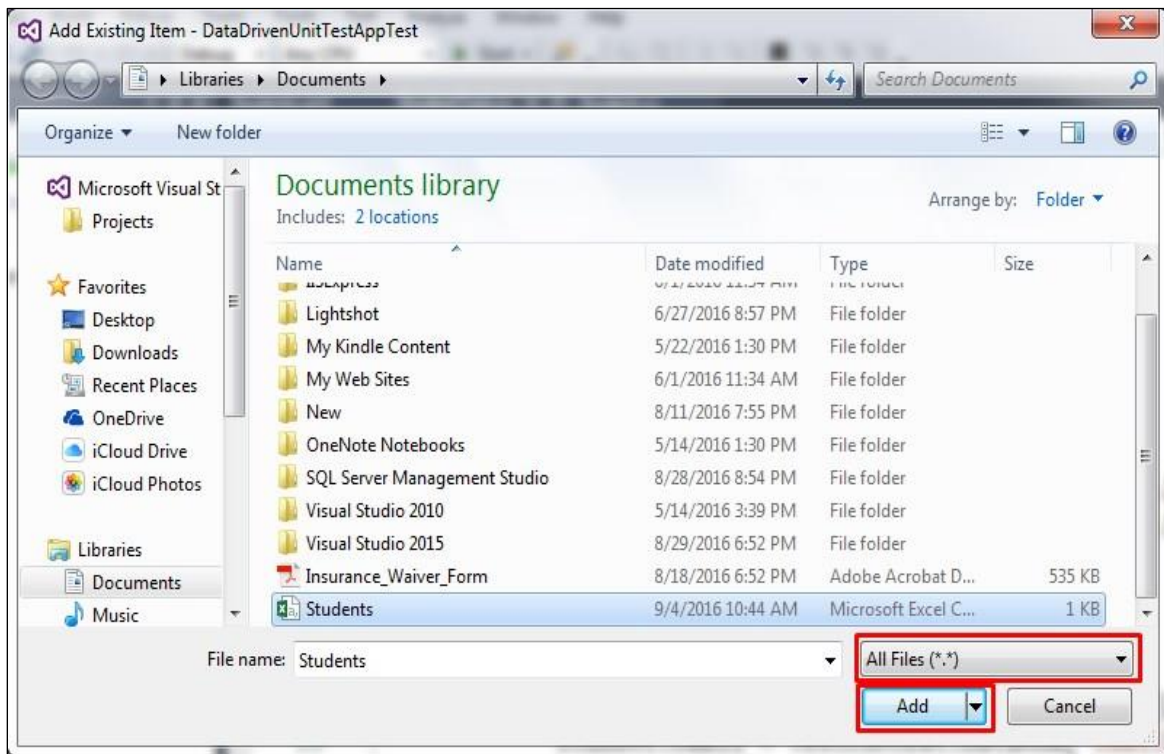 Add Existing Item - DataDrivenUnitTestAppTest
Libraries Documents
Search Documents
Organize New folder
Microsoft Visual St
Projects
Favorites
Desktop
Downloads
Recent Places
OneDrive
iCloud Drive
iCloud Photos
Libraries
Documents
Music
Documents library
Includes: 2 locations
Arrange by: Folder
Name Date modified Type Size
Lightshot 6/27/2016 8:57 PM File folder
My Kindle Content 5/22/2016 1:30 PM File folder
My Web Sites 6/1/2016 11:34 AM File folder
New 8/11/2016 7:55 PM File folder
OneNote Notebooks 5/14/2016 1:30 PM File folder
SQL Server Management Studio 8/28/2016 8:54 PM File folder
Visual Studio 2010 5/14/2016 3:39 PM File folder
Visual Studio 2015 8/29/2016 6:52 PM File folder
Insurance_Waiver_Form 8/18/2016 6:52 PM Adobe Acrobat D... 535 KB
Students 9/4/2016 10:44 AM Microsoft Excel C... 1 KB
File name: Students All Files (*.*)
Add Cancel